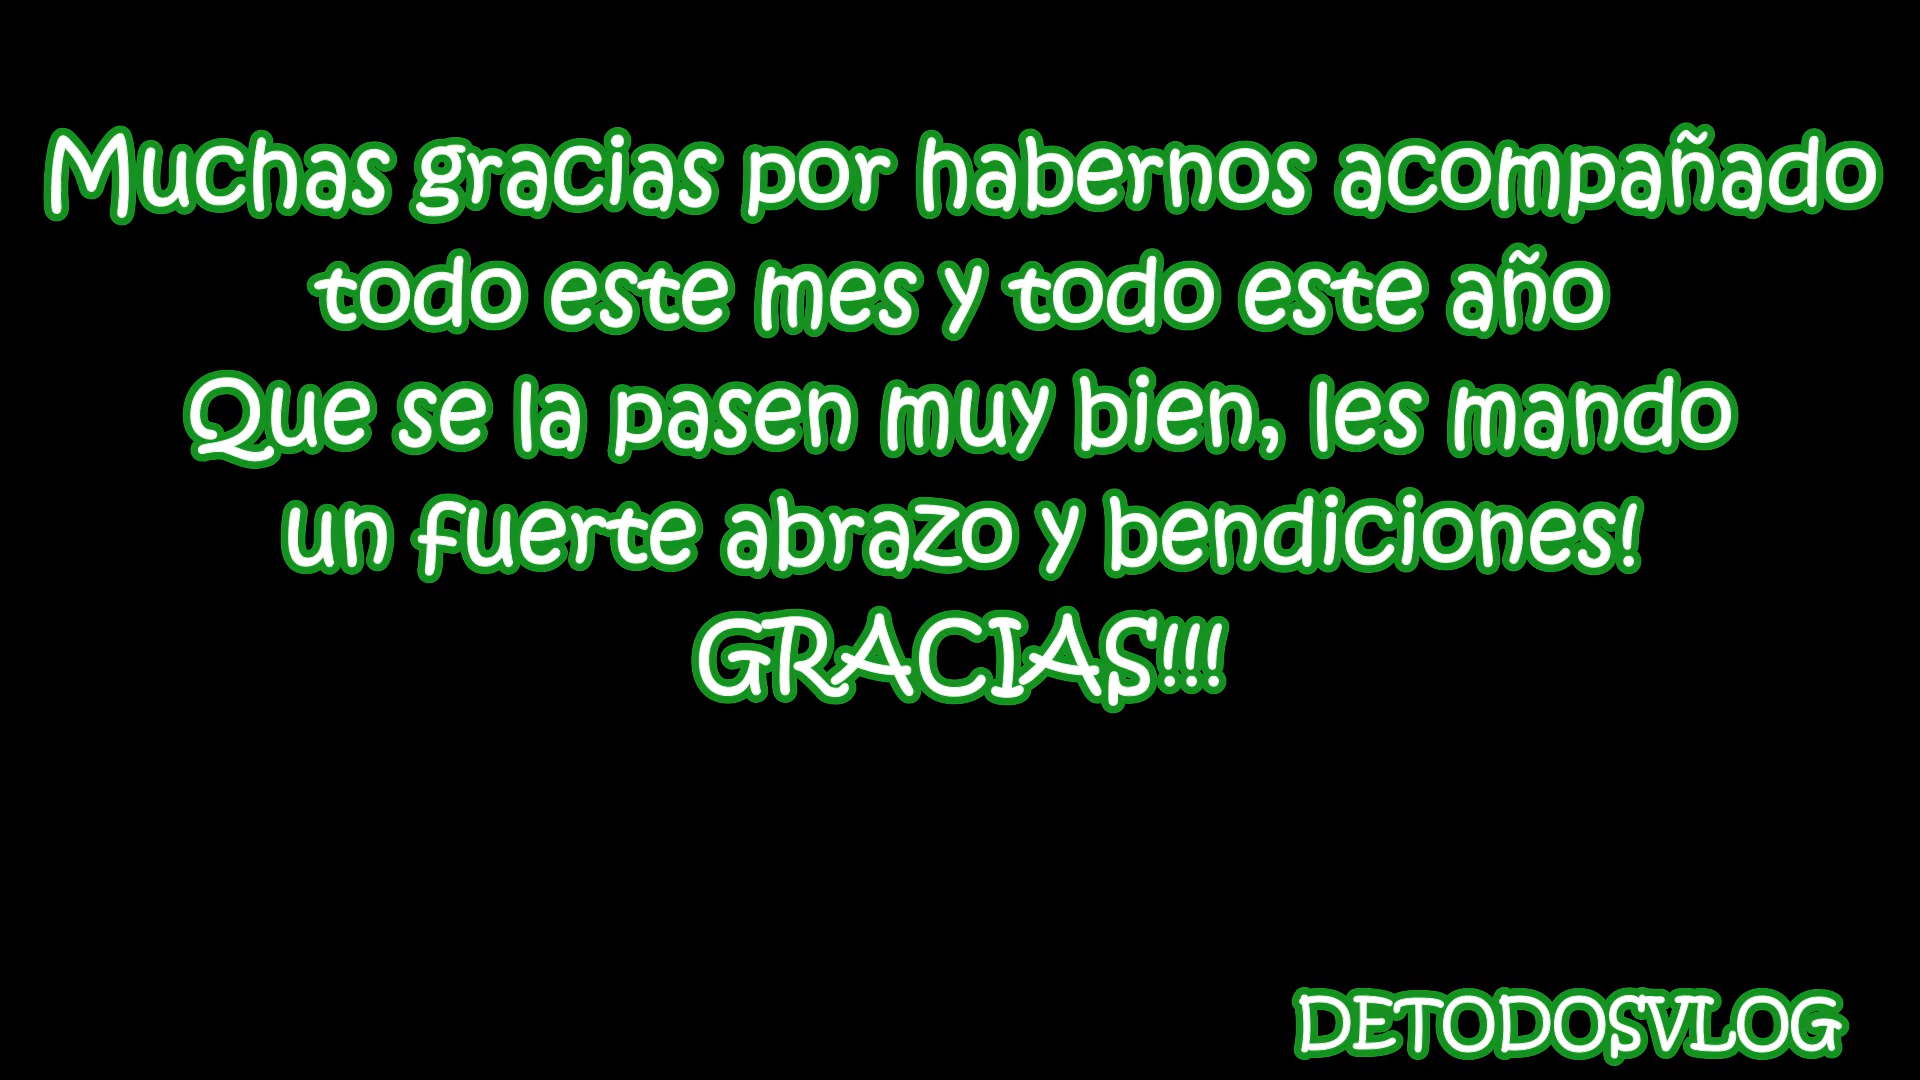 Muchas gracias por habernos acompañado
todo este mes y todo este año
Que se la pasen muy bien, les mando
un fuerte abrazo y bendiciones!
GRACIAS!!!
DETODOSVLOG